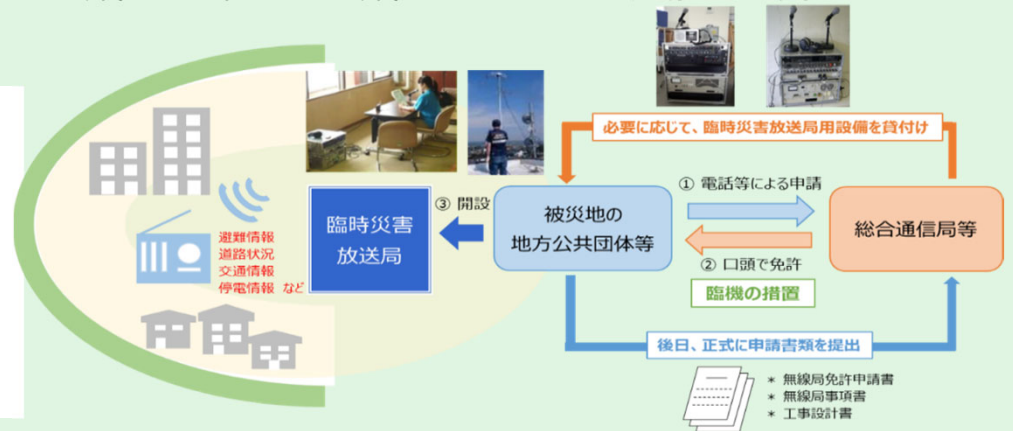 必要に応じて、臨時災害放送局用設備を貸付け
① 電話等による申請
③ 開設
臨時災害
放送局
被災地の
地方公共団体等
総合通信局等
避難情報
道路状況
交通情報
停電情報 など
② 口頭で免許
臨機の措置
後日、正式に申請書類を提出
* 無線局免許申請書
* 無線局事項書
* 工事設計書